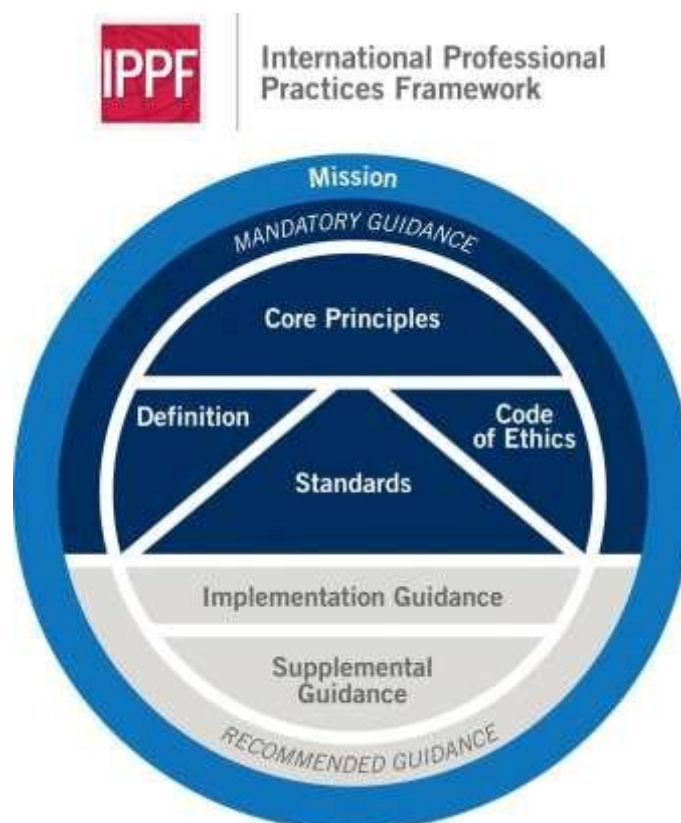 IPPF
International Professional
Practices Framework
Mission
MANDATORY GUIDANCE
Core Principles
Definition
Code
of Ethics
Standards
Implementation Guidance
Supplemental
Guidance
RECOMMENDED GUIDANCE